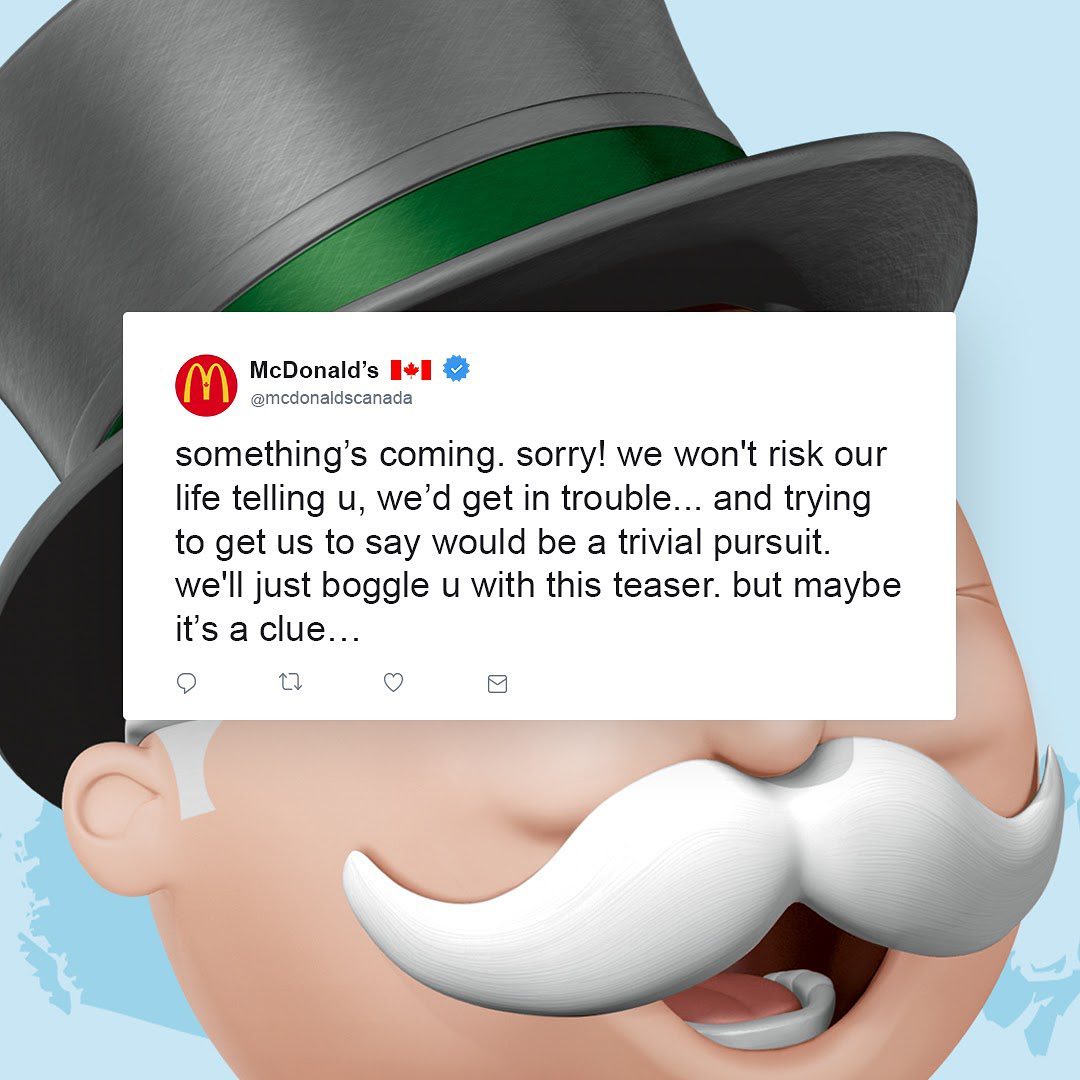 McDonald’s
@mcdonaldscanada
something’s coming. sorry! we won't risk our
life telling u, we’d get in trouble... and trying
to get us to say would be a trivial pursuit.
we'll just boggle u with this teaser. but maybe
it’s a clue…